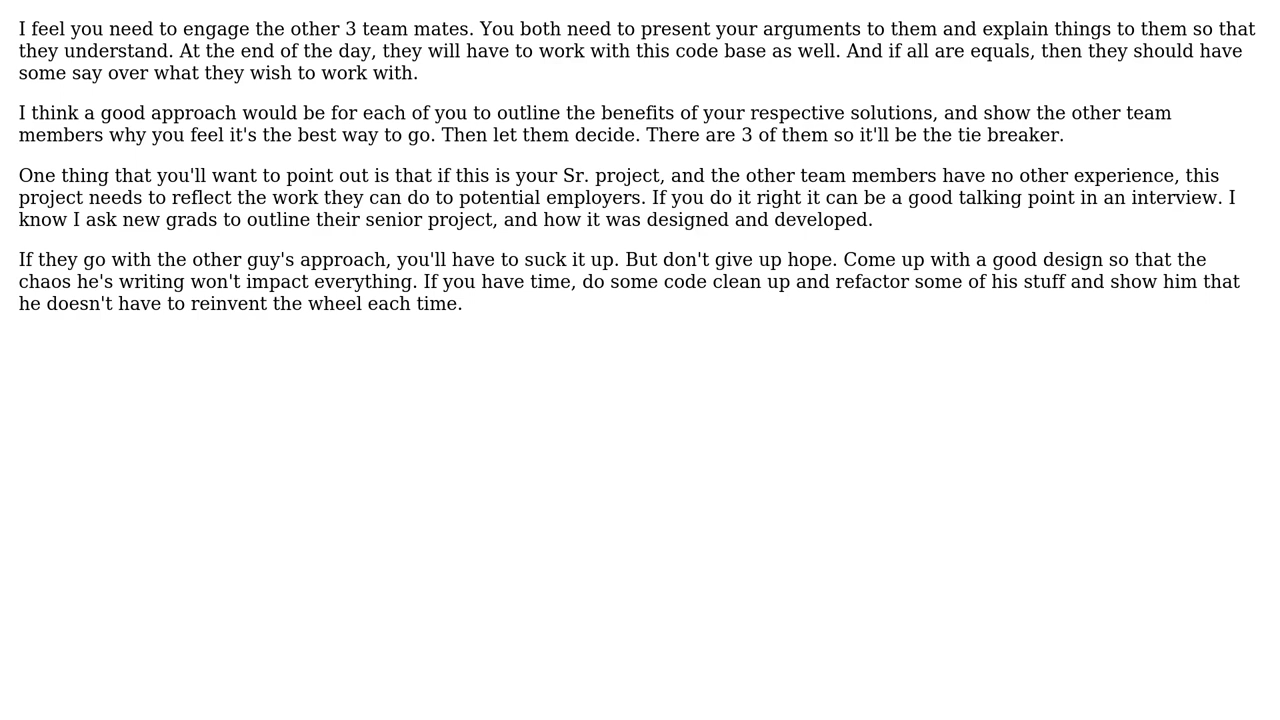 I feel you need to engage the other 3 team mates. You both need to present your arguments to them and explain things to them so that
they understand. At the end of the day, they will have to work with this code base as well. And if all are equals, then they should have
some say over what they wish to work with.
I think a good approach would be for each of you to outline the benefits of your respective solutions, and show the other team
members why you feel it's the best way to go. Then let them decide. There are 3 of them so it'll be the tie breaker.
One thing that you'll want to point out is that if this is your Sr. project, and the other team members have no other experience, this
project needs to reflect the work they can do to potential employers. If you do it right it can be a good talking point in an interview. I
know I ask new grads to outline their senior project, and how it was designed and developed.
If they go with the other guy's approach, you'll have to suck it up. But don't give up hope. Come up with a good design so that the
chaos he's writing won't impact everything. If you have time, do some code clean up and refactor some of his stuff and show him that
he doesn't have to reinvent the wheel each time.